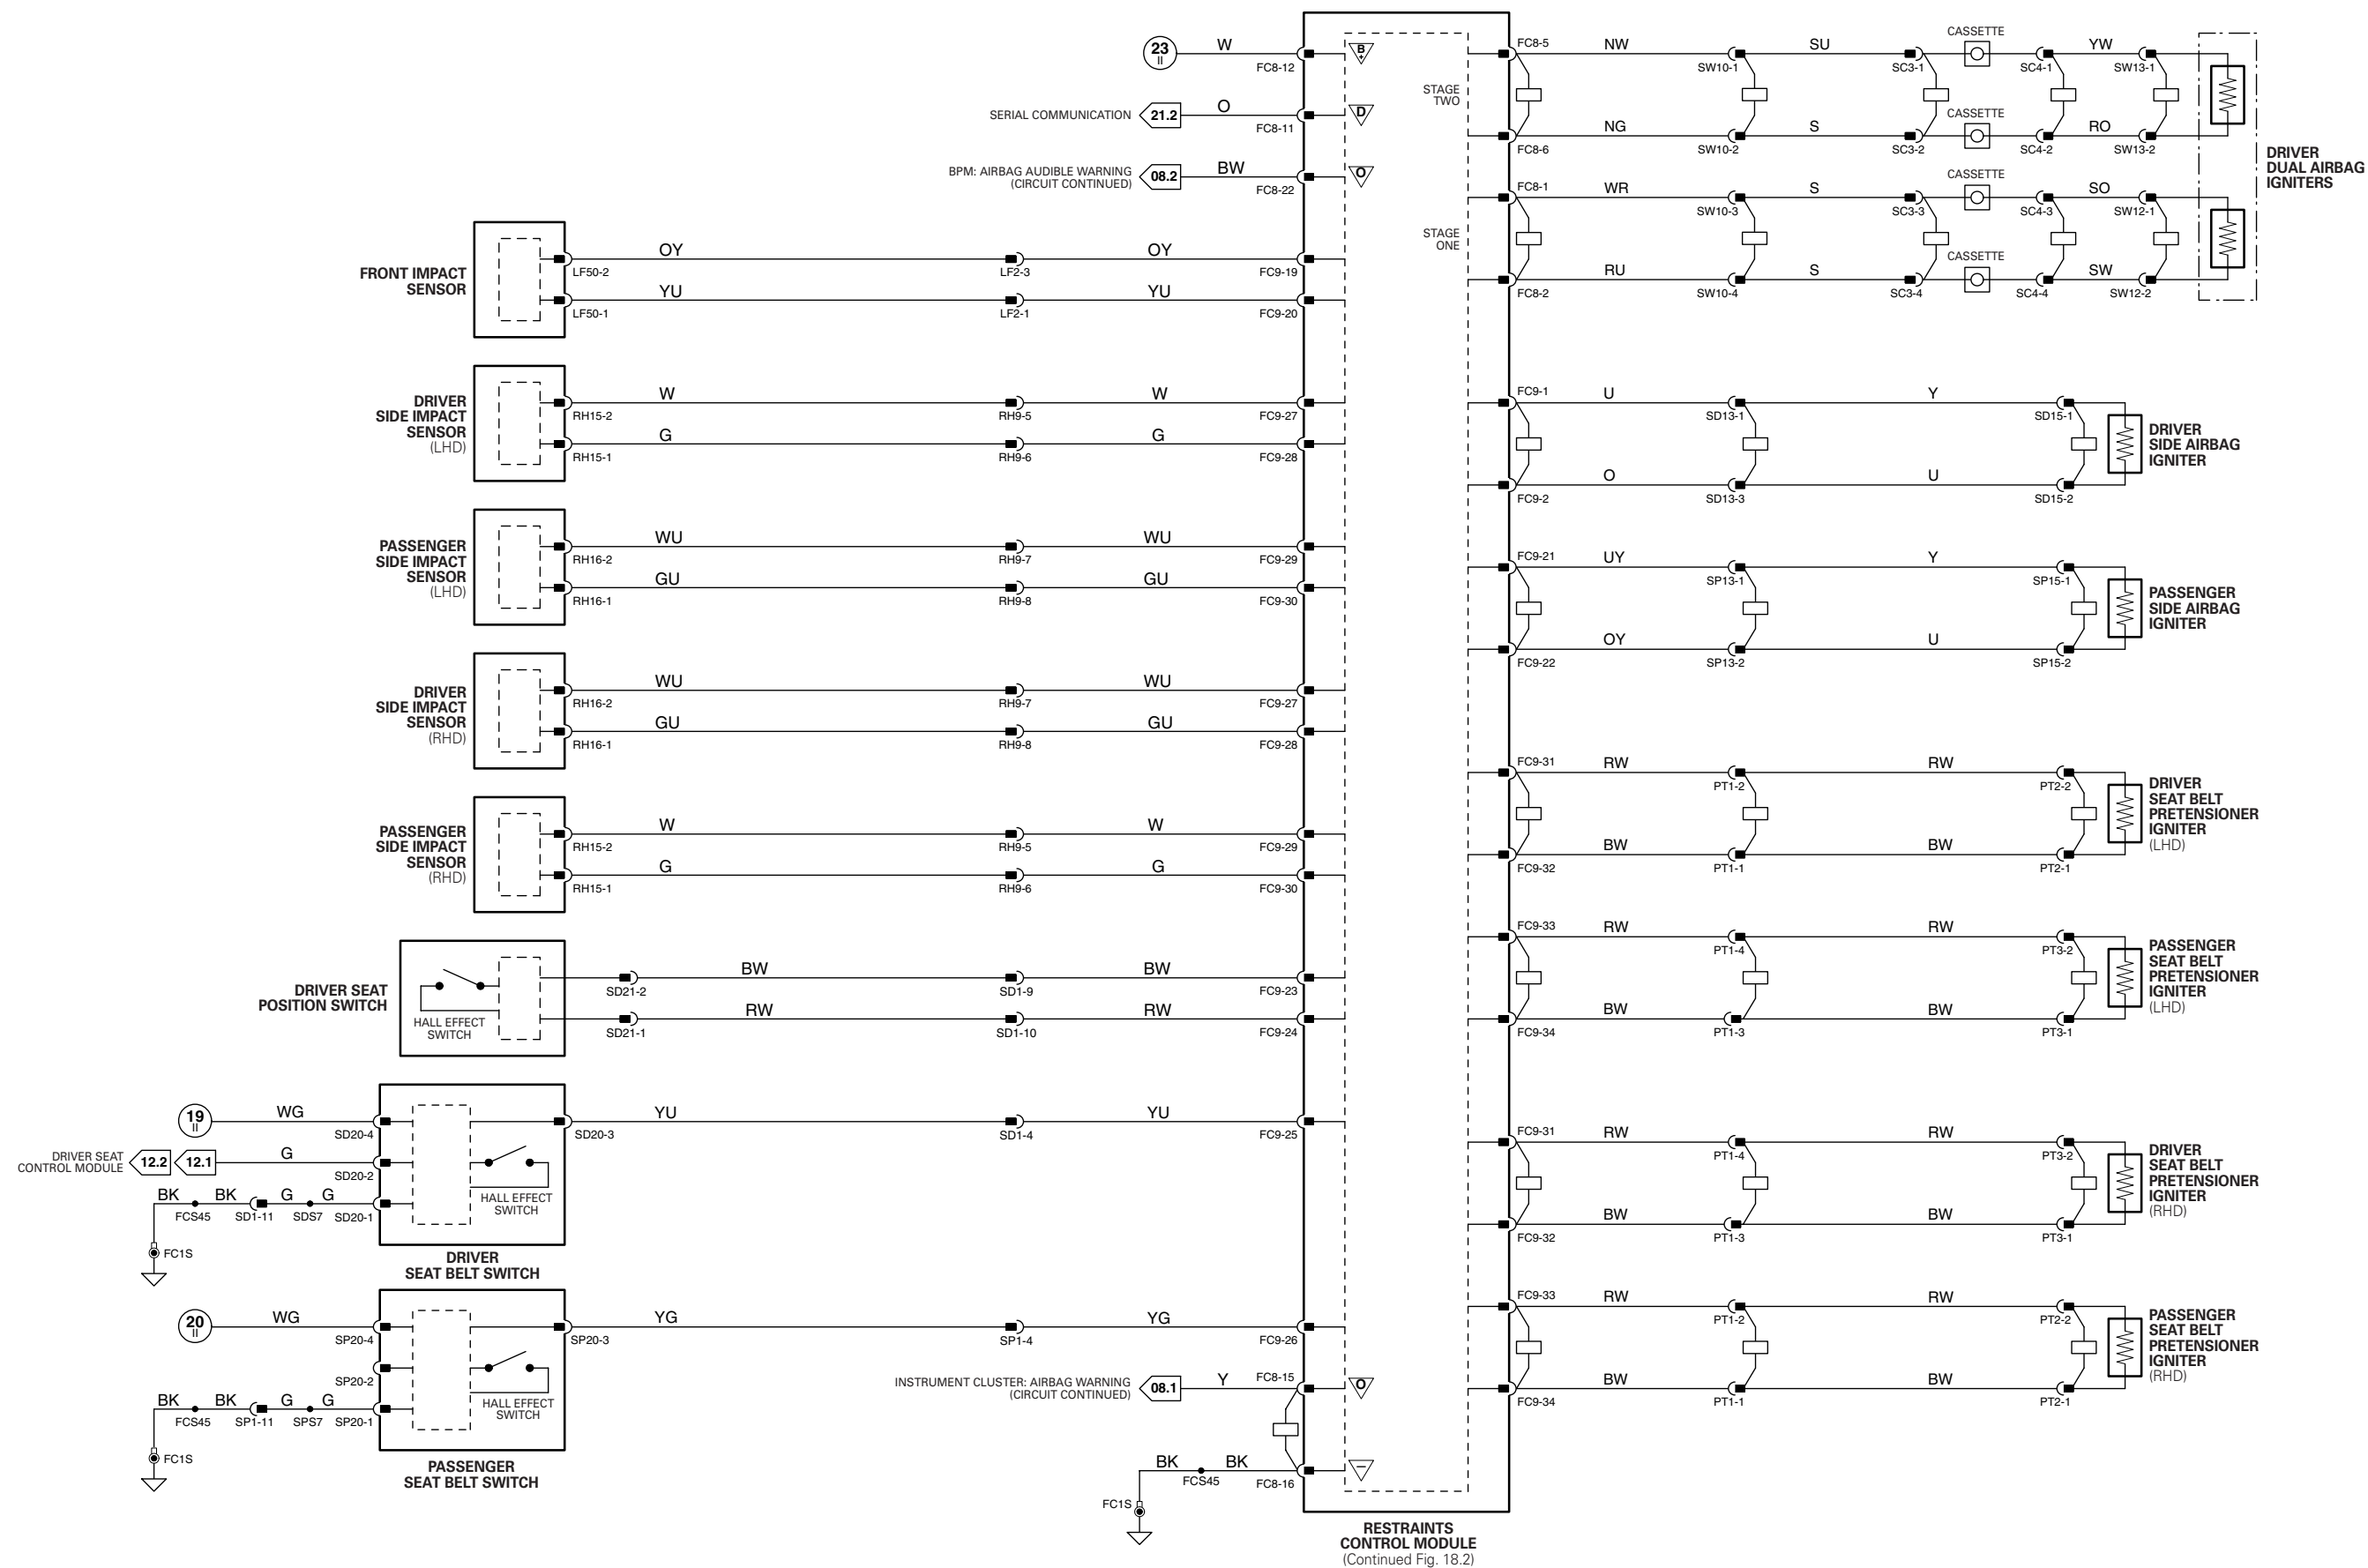 23
II
W
FC8-12
B
+
SERIAL COMMUNICATION
21.2
O
FC8-11
D
BPM: AIRBAG AUDIBLE WARNING
(CIRCUIT CONTINUED)
08.2
BW
FC8-22
O
FRONT IMPACT
SENSOR
LF50-2
OY
LF2-3
OY
FC9-19
LF50-1
YU
LF2-1
YU
FC9-20
DRIVER
SIDE IMPACT
SENSOR
(LHD)
RH15-2
W
RH9-5
W
FC9-27
RH15-1
G
RH9-6
G
FC9-28
PASSENGER
SIDE IMPACT
SENSOR
(LHD)
RH16-2
WU
RH9-7
WU
FC9-29
RH16-1
GU
RH9-8
GU
FC9-30
DRIVER
SIDE IMPACT
SENSOR
(RHD)
RH16-2
WU
RH9-7
WU
FC9-27
RH16-1
GU
RH9-8
GU
FC9-28
PASSENGER
SIDE IMPACT
SENSOR
(RHD)
RH15-2
W
RH9-5
W
FC9-29
RH15-1
G
RH9-6
G
FC9-30
DRIVER SEAT
POSITION SWITCH
HALL EFFECT
SWITCH
SD21-2
BW
SD1-9
BW
FC9-23
SD21-1
RW
SD1-10
RW
FC9-24
19
II
WG
SD20-4
SD20-3
YU
SD1-4
YU
FC9-25
DRIVER SEAT
CONTROL MODULE
12.2
12.1
G
SD20-2
BK
FCS45
BK
SD1-11
G
SDS7
G
SD20-1
HALL EFFECT
SWITCH
FC1S
DRIVER
SEAT BELT SWITCH
20
II
WG
SP20-4
SP20-3
YG
SP1-4
YG
FC9-26
SP20-2
BK
FCS45
BK
SP1-11
G
SPS7
G
SP20-1
HALL EFFECT
SWITCH
FC1S
PASSENGER
SEAT BELT SWITCH
INSTRUMENT CLUSTER: AIRBAG WARNING
(CIRCUIT CONTINUED)
08.1
Y
FC8-15
O
BK
FCS45
BK
FC8-16
–
FC1S
RESTRAINTS
CONTROL MODULE
(Continued Fig. 18.2)
STAGE
TWO
FC8-5
NW
SW10-1
SU
SC3-1
CASSETTE
SC4-1
YW
SW13-1
FC8-6
NG
SW10-2
S
SC3-2
CASSETTE
SC4-2
RO
SW13-2
STAGE
ONE
FC8-1
WR
SW10-3
S
SC3-3
CASSETTE
SC4-3
SO
SW12-1
FC8-2
RU
SW10-4
S
SC3-4
CASSETTE
SC4-4
SW
SW12-2
DRIVER
DUAL AIRBAG
IGNITERS
FC9-1
U
SD13-1
Y
SD15-1
FC9-2
O
SD13-3
U
SD15-2
DRIVER
SIDE AIRBAG
IGNITER
FC9-21
UY
SP13-1
Y
SP15-1
FC9-22
OY
SP13-2
U
SP15-2
PASSENGER
SIDE AIRBAG
IGNITER
FC9-31
RW
PT1-2
RW
PT2-2
FC9-32
BW
PT1-1
BW
PT2-1
DRIVER
SEAT BELT
PRETENSIONER
IGNITER
(LHD)
FC9-33
RW
PT1-4
RW
PT3-2
FC9-34
BW
PT1-3
BW
PT3-1
PASSENGER
SEAT BELT
PRETENSIONER
IGNITER
(LHD)
FC9-31
RW
PT1-4
RW
PT3-2
FC9-32
BW
PT1-3
BW
PT3-1
DRIVER
SEAT BELT
PRETENSIONER
IGNITER
(RHD)
FC9-33
RW
PT1-2
RW
PT2-2
FC9-34
BW
PT1-1
BW
PT2-1
PASSENGER
SEAT BELT
PRETENSIONER
IGNITER
(RHD)